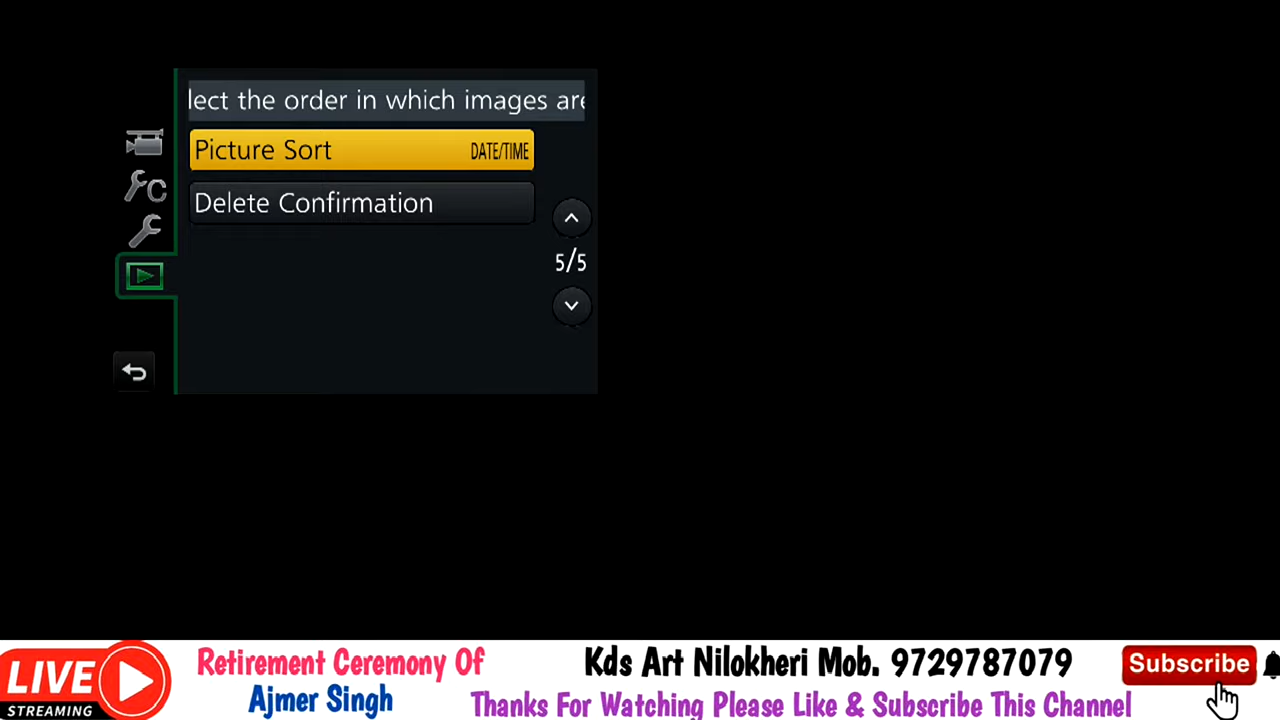 lect the order in which images are
Picture Sort DATE/TIME
Delete Confirmation
5/5
C
LIVE
STREAMING
Retirement Ceremony Of
Ajmer Singh
Kds Art Nilokheri Mob. 9729787079
Thanks For Watching Please Like & Subscribe This Channel
Subscribe